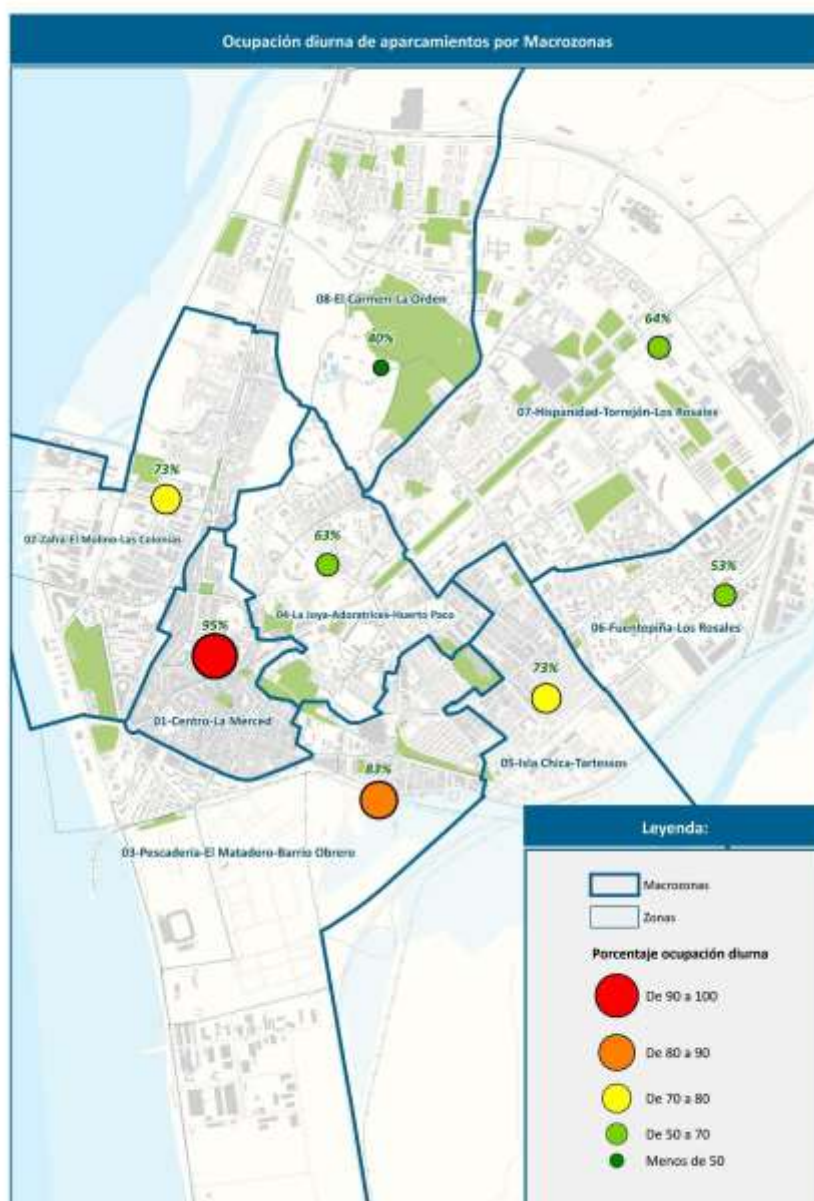 Ocupación diurna de aparcamientos por Macrozonas
08-El Carmen-La Orden
40%
64%
07-Hispanidad-Torrejón-Los Rosales
73%
02-Zafra-El Molino-Las Colonias
63%
04-La Joya-Adoratrices-Huerto Paco
53%
06-Fuentepiña-Los Rosales
95%
01-Centro-La Merced
73%
05-Isla Chica-Tartessos
83%
03-Pescadería-El Matadero-Barrio Obrero
Leyenda:
Macrozonas
Zonas
Porcentaje ocupación diurna
De 90 a 100
De 80 a 90
De 70 a 80
De 50 a 70
Menos de 50